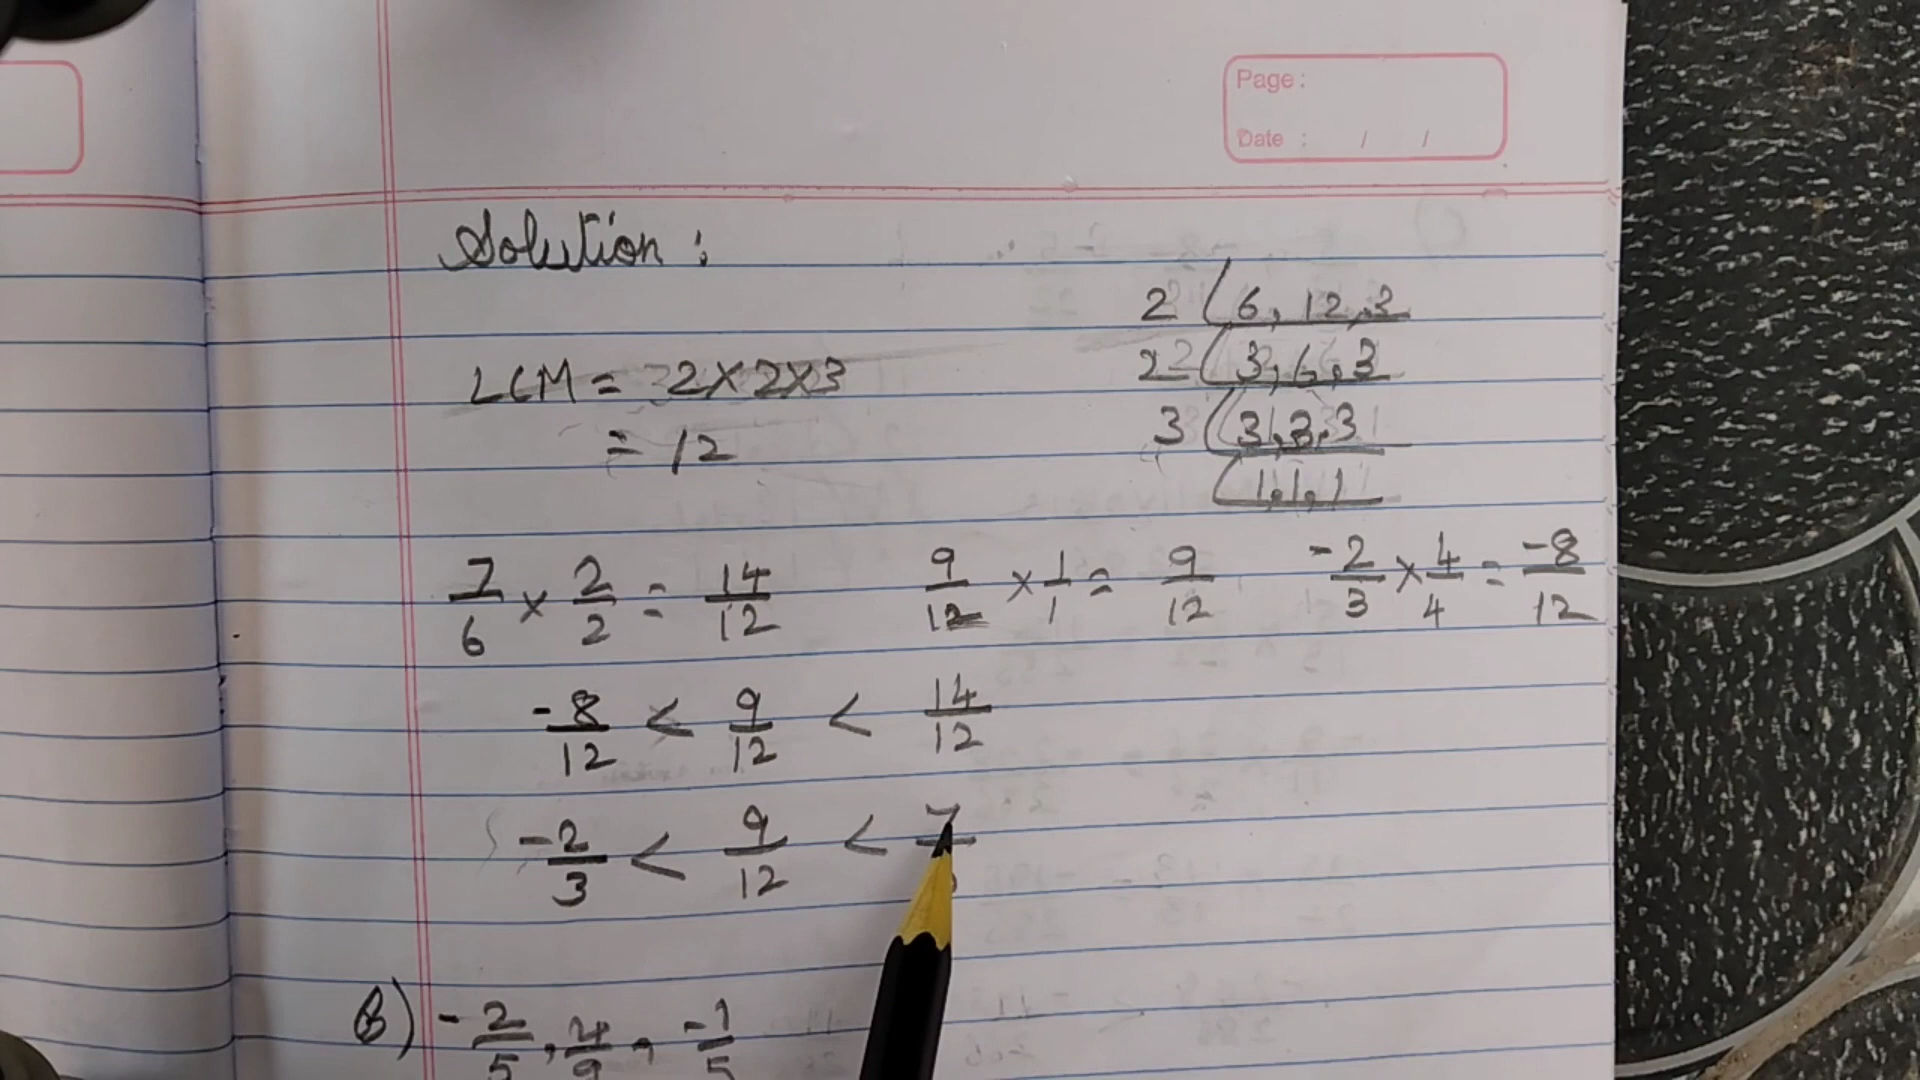 Page :
Date : / /
Solution :
2 6, 12, 3
LCM = 2×2×3
2 3, 6, 3
= 12
3 3, 3, 3
1, 1, 1
7/6 × 2/2 = 14/12 9/12 × 1/1 = 9/12 -2/3 × 4/4 = -8/12
-8/12 < 9/12 < 14/12
-2/3 < 9/12 < 7
B) -2/5, 4/9, -1/5